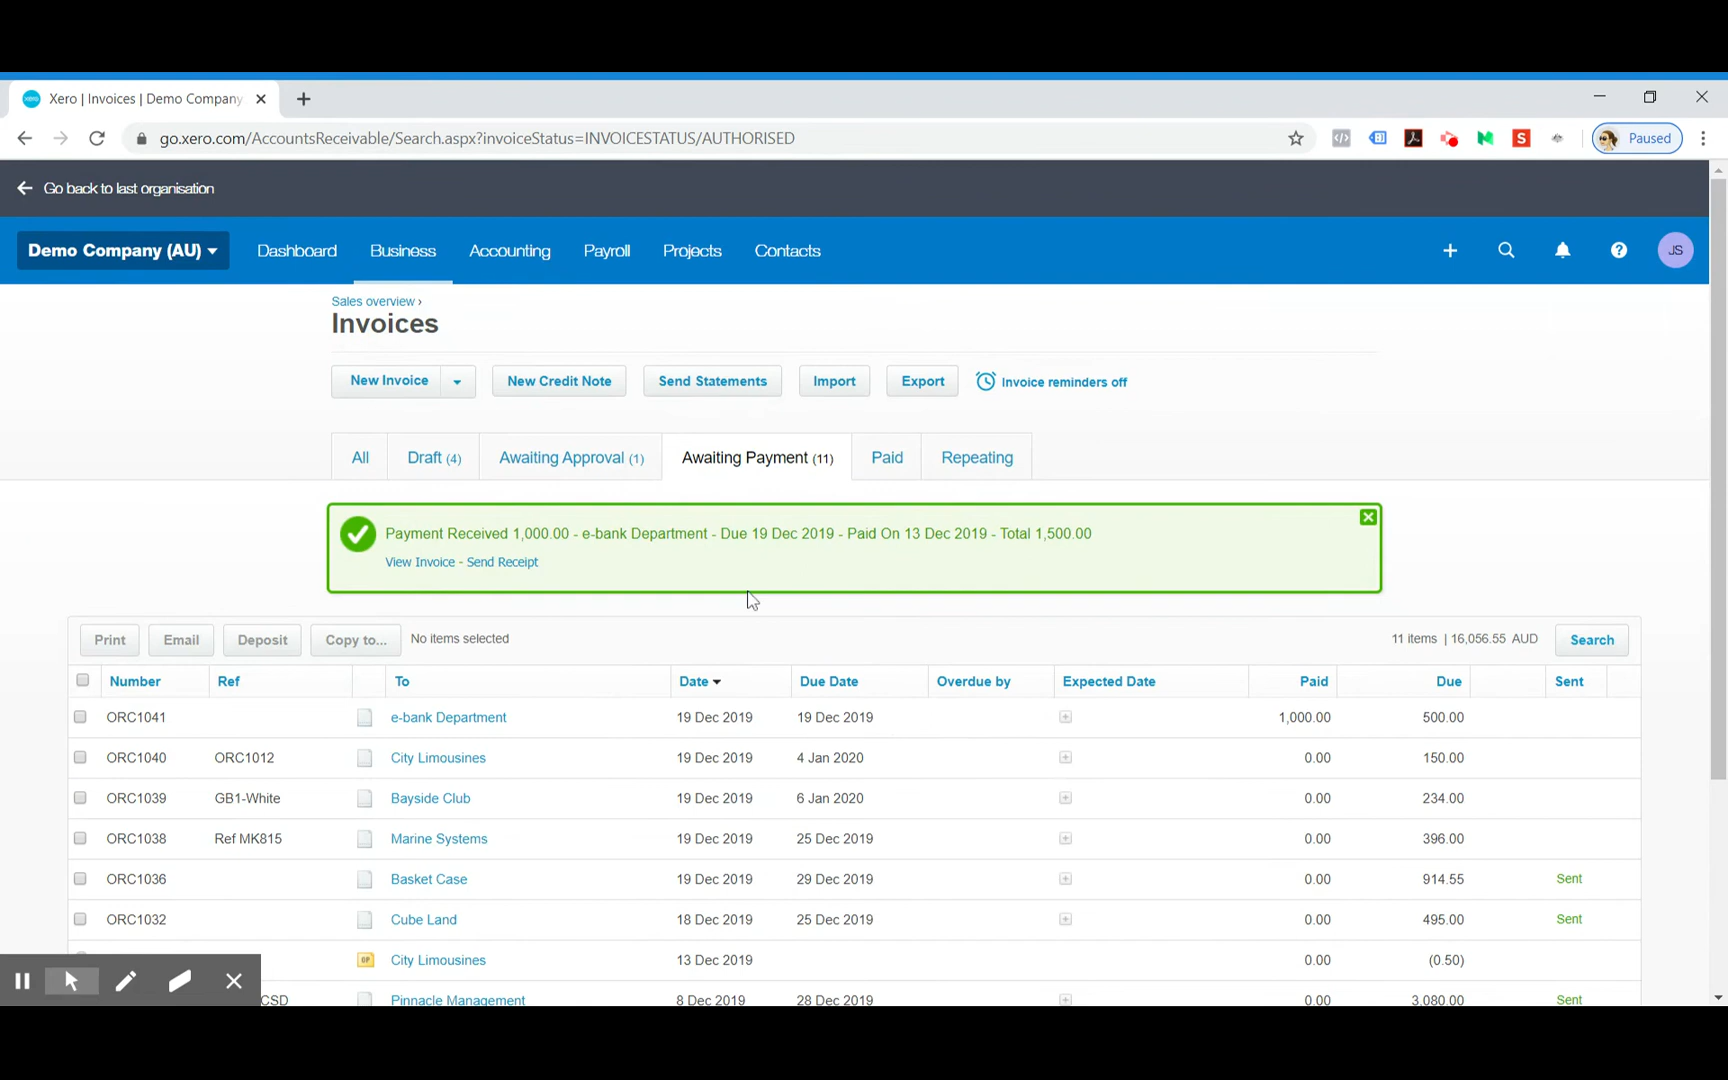 Xero | Invoices | Demo Company
go.xero.com/AccountsReceivable/Search.aspx?invoiceStatus=INVOICESTATUS/AUTHORISED
Paused
Go back to last organisation
Demo Company (AU) Dashboard Business Accounting Payroll Projects Contacts JS
Sales overview ›
Invoices
New Invoice New Credit Note Send Statements Import Export Invoice reminders off
All Draft (4) Awaiting Approval (1) Awaiting Payment (11) Paid Repeating
Payment Received 1,000.00 - e-bank Department - Due 19 Dec 2019 - Paid On 13 Dec 2019 - Total 1,500.00
View Invoice - Send Receipt
Print Email Deposit Copy to... No items selected 11 items | 16,056.55 AUD Search
Number Ref To Date Due Date Overdue by Expected Date Paid Due Sent
ORC1041 e-bank Department 19 Dec 2019 19 Dec 2019 1,000.00 500.00
ORC1040 ORC1012 City Limousines 19 Dec 2019 4 Jan 2020 0.00 150.00
ORC1039 GB1-White Bayside Club 19 Dec 2019 6 Jan 2020 0.00 234.00
ORC1038 Ref MK815 Marine Systems 19 Dec 2019 25 Dec 2019 0.00 396.00
ORC1036 Basket Case 19 Dec 2019 29 Dec 2019 0.00 914.55 Sent
ORC1032 Cube Land 18 Dec 2019 25 Dec 2019 0.00 495.00 Sent
OP City Limousines 13 Dec 2019 0.00 (0.50)
CSD Pinnacle Management 8 Dec 2019 28 Dec 2019 0.00 3,080.00 Sent